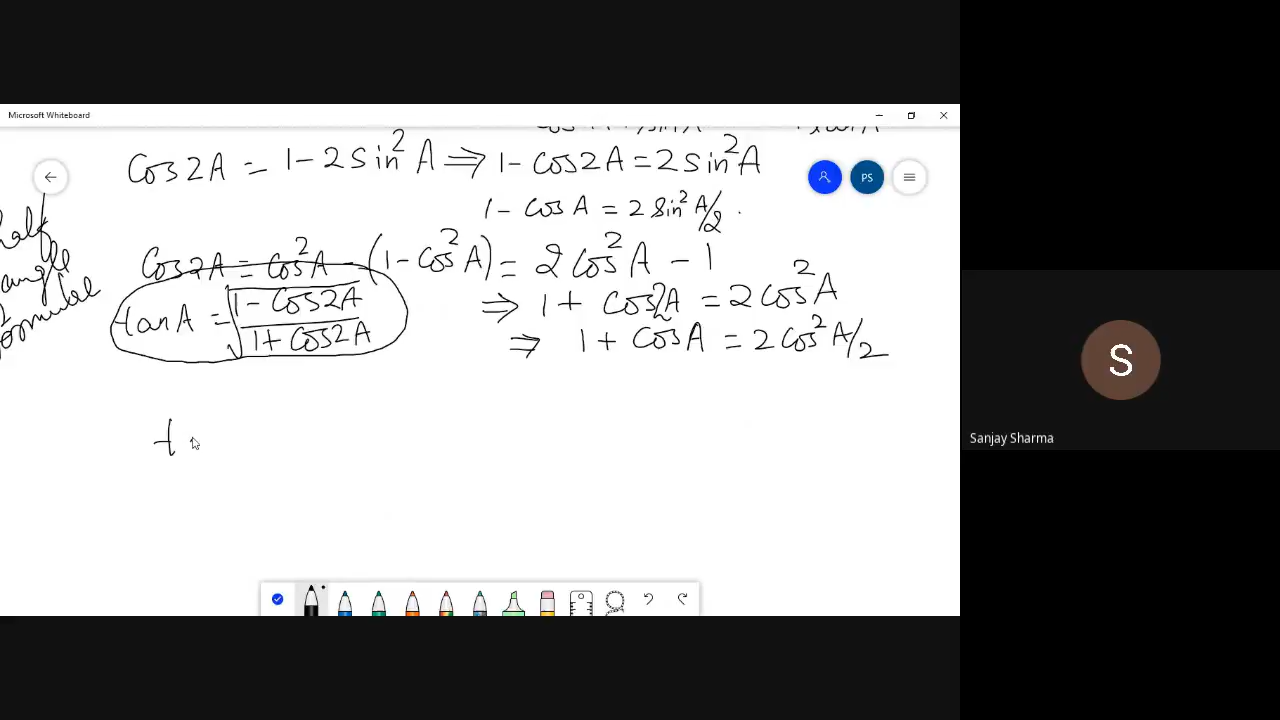 Microsoft Whiteboard
Cos2A = 1 - 2 sin² A ⟹ 1 - cos2A = 2 sin²A
1 - cos A = 2 sin² A/2 .
half
angle
formulae
Cos2A = cos²A - (1 - cos²A) = 2 cos²A - 1
tan A = √(1 - Cos2A / 1 + Cos2A)
⇒ 1 + cos2A = 2 cos²A
⇒ 1 + cosA = 2 cos² A/2
t
PS
S
Sanjay Sharma